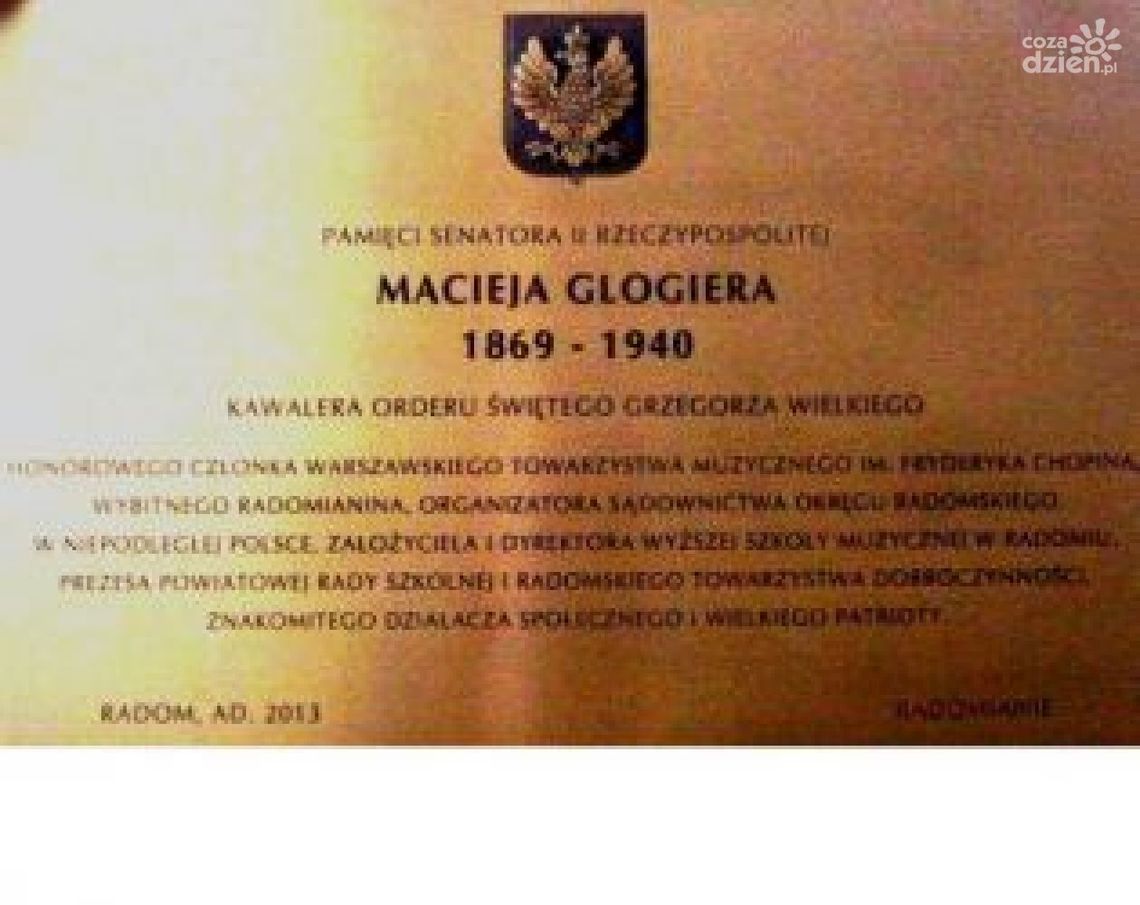 coza
dzień.pl
PAMIĘCI SENATORA II RZECZYPOSPOLITEJ
MACIEJA GLOGIERA
1869 - 1940
KAWALERA ORDERU ŚWIĘTEGO GRZEGORZA WIELKIEGO
HONOROWEGO CZŁONKA WARSZAWSKIEGO TOWARZYSTWA MUZYCZNEGO IM. FRYDERYKA CHOPINA,
WYBITNEGO RADOMIANINA, ORGANIZATORA SĄDOWNICTWA OKRĘGU RADOMSKIEGO
W NIEPODLEGŁEJ POLSCE, ZAŁOŻYCIELA I DYREKTORA WYŻSZEJ SZKOŁY MUZYCZNEJ W RADOMIU,
PREZESA POWIATOWEJ RADY SZKOLNEJ I RADOMSKIEGO TOWARZYSTWA DOBROCZYNNOŚCI,
ZNAKOMITEGO DZIAŁACZA SPOŁECZNEGO I WIELKIEGO PATRIOTY.
RADOM, AD. 2013
RADOMIANIE